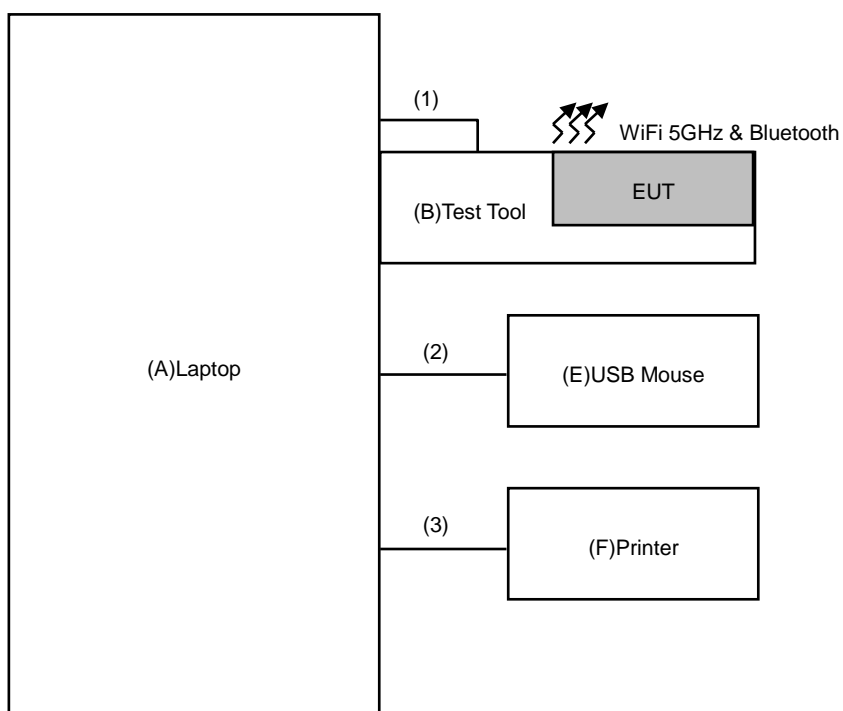 (1)
WiFi 5GHz & Bluetooth
EUT
(B)Test Tool
(A)Laptop
(2)
(E)USB Mouse
(3)
(F)Printer